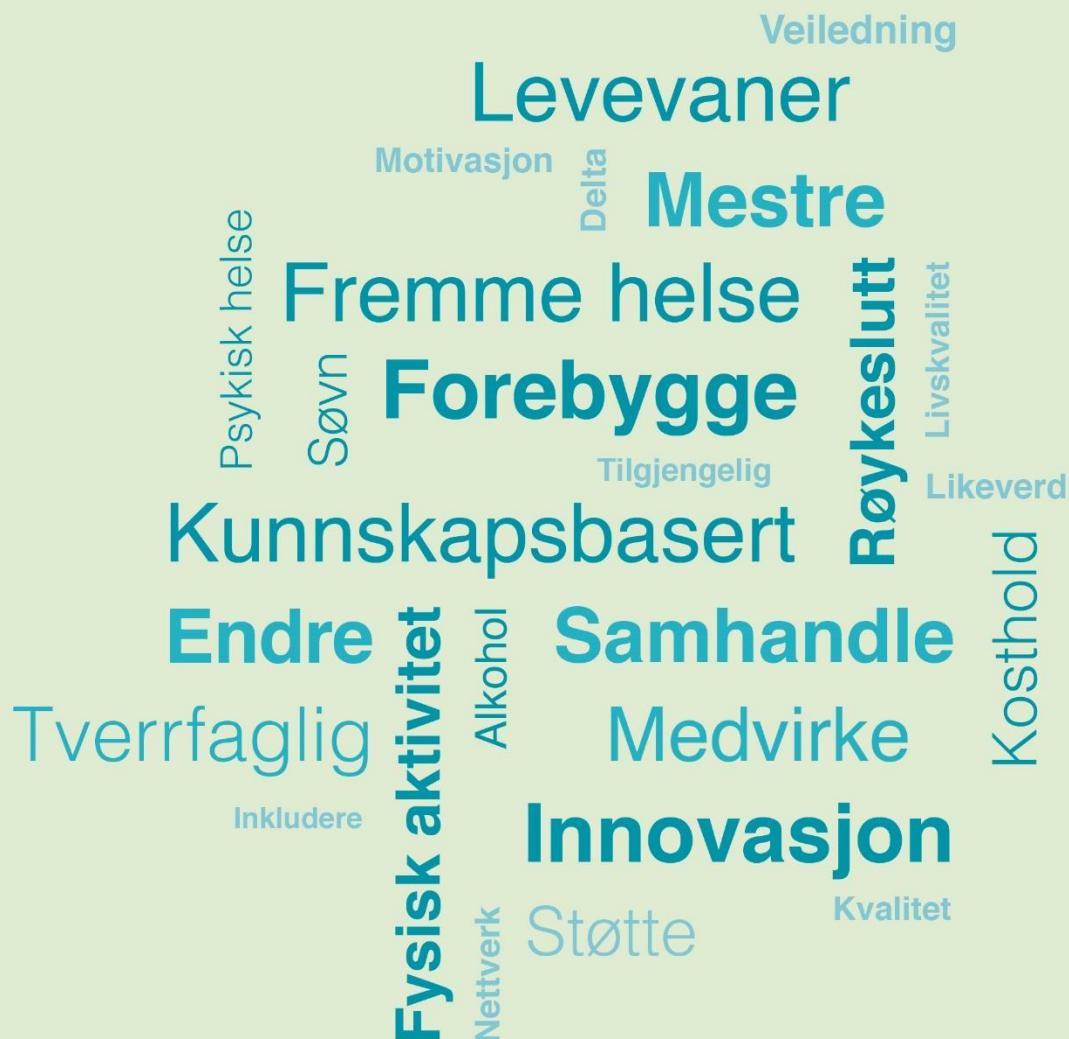 Veiledning
Levevaner
Motivasjon
Delta
Mestre
Psykisk helse
Fremme helse
Røykeslutt
Livskvalitet
Søvn
Forebygge
Tilgjengelig
Likeverd
Kunnskapsbasert
Kosthold
Endre
Fysisk aktivitet
Alkohol
Samhandle
Tverrfaglig
Medvirke
Inkludere
Innovasjon
Kvalitet
Nettverk
Støtte